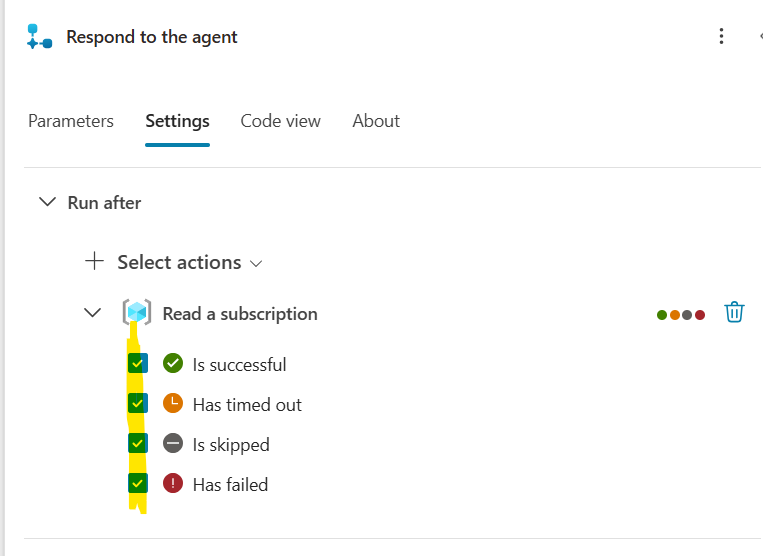 Respond to the agent
Parameters Settings Code view About
Run after
Select actions
Read a subscription
Is successful
Has timed out
Is skipped
Has failed